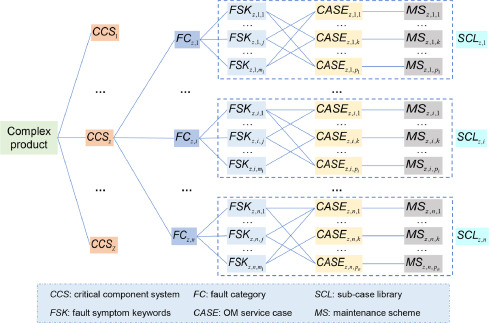 FSK_{z,1,1} CASE_{z,1,1} MS_{z,1,1}
CCS_1 ... ... ...
FC_{z,1} FSK_{z,1,j} CASE_{z,1,k} MS_{z,1,k} SCL_{z,1}
... ... ...
FSK_{z,1,m_1} CASE_{z,1,p_1} MS_{z,1,p_1}
... ... ...
FSK_{z,i,1} CASE_{z,i,1} MS_{z,i,1}
... ... ...
Complex product CCS_z FC_{z,i} FSK_{z,i,j} CASE_{z,i,k} MS_{z,i,k} SCL_{z,i}
... ... ...
FSK_{z,i,m_i} CASE_{z,i,p_i} MS_{z,i,p_i}
... ... ...
FSK_{z,n,1} CASE_{z,n,1} MS_{z,n,1}
... ... ...
CCS_Z FC_{z,n} FSK_{z,n,j} CASE_{z,n,k} MS_{z,n,k} SCL_{z,n}
... ... ...
CASE_{z,n,p_n} MS_{z,n,p_n}
CCS: critical component system FC: fault category SCL: sub-case library
FSK: fault symptom keywords CASE: OM service case MS: maintenance scheme